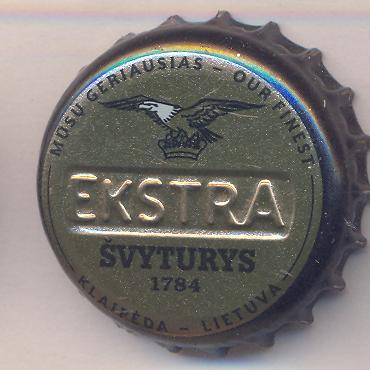 MŪSŲ GERIAUSIAS – OUR FINEST
EKSTRA
ŠVYTURYS
1784
KLAIPĖDA – LIETUVA